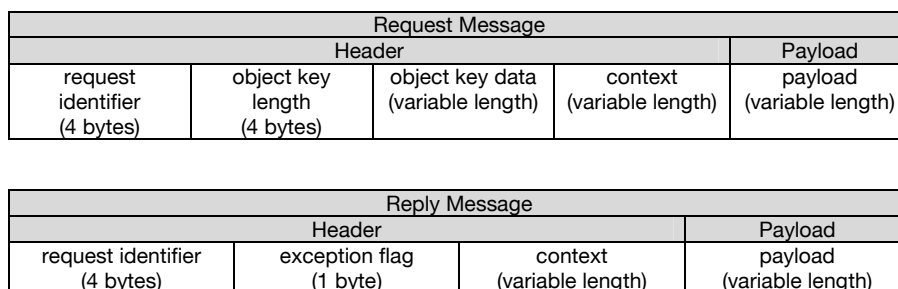 Request Message
Header Payload
request identifier (4 bytes) object key length (4 bytes) object key data (variable length) context (variable length) payload (variable length)
Reply Message
Header Payload
request identifier (4 bytes) exception flag (1 byte) context (variable length) payload (variable length)